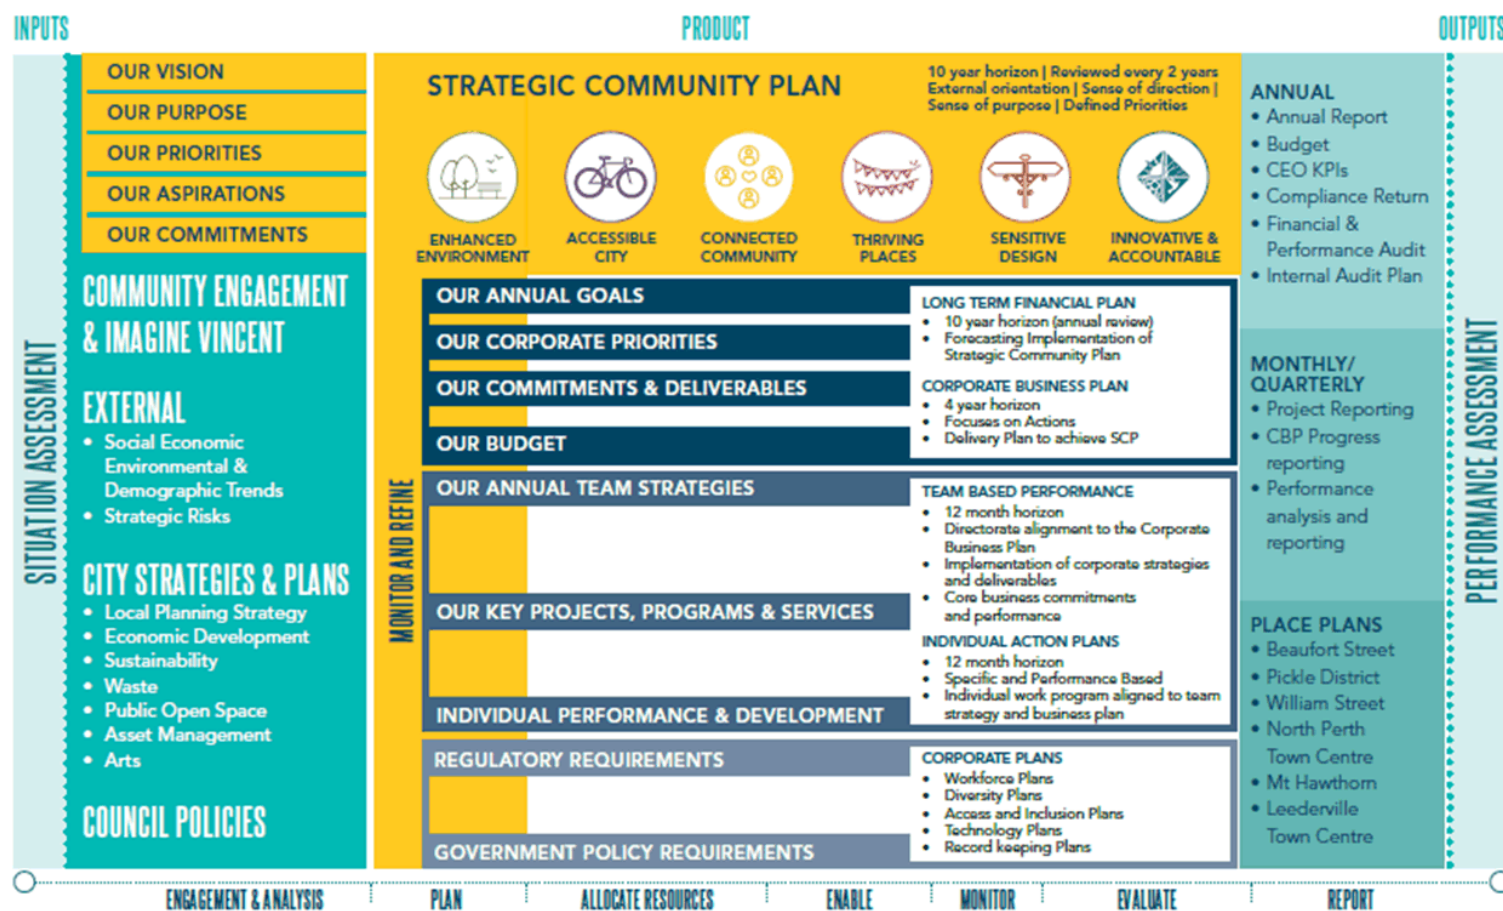 INPUTS
PRODUCT
OUTPUTS
SITUATION ASSESSMENT
OUR VISION
OUR PURPOSE
OUR PRIORITIES
OUR ASPIRATIONS
OUR COMMITMENTS
COMMUNITY ENGAGEMENT
& IMAGINE VINCENT
EXTERNAL
• Social Economic
Environmental &
Demographic Trends
• Strategic Risks
CITY STRATEGIES & PLANS
• Local Planning Strategy
• Economic Development
• Sustainability
• Waste
• Public Open Space
• Asset Management
• Arts
COUNCIL POLICIES
MONITOR AND REFINE
STRATEGIC COMMUNITY PLAN
10 year horizon | Reviewed every 2 years
External orientation | Sense of direction |
Sense of purpose | Defined Priorities
ENHANCED
ENVIRONMENT
ACCESSIBLE
CITY
CONNECTED
COMMUNITY
THRIVING
PLACES
SENSITIVE
DESIGN
INNOVATIVE &
ACCOUNTABLE
OUR ANNUAL GOALS
OUR CORPORATE PRIORITIES
OUR COMMITMENTS & DELIVERABLES
OUR BUDGET
LONG TERM FINANCIAL PLAN
• 10 year horizon (annual review)
• Forecasting Implementation of
Strategic Community Plan
CORPORATE BUSINESS PLAN
• 4 year horizon
• Focuses on Actions
• Delivery Plan to achieve SCP
OUR ANNUAL TEAM STRATEGIES
OUR KEY PROJECTS, PROGRAMS & SERVICES
INDIVIDUAL PERFORMANCE & DEVELOPMENT
TEAM BASED PERFORMANCE
• 12 month horizon
• Directorate alignment to the Corporate
Business Plan
• Implementation of corporate strategies
and deliverables
• Core business commitments
and performance
INDIVIDUAL ACTION PLANS
• 12 month horizon
• Specific and Performance Based
• Individual work program aligned to team
strategy and business plan
REGULATORY REQUIREMENTS
GOVERNMENT POLICY REQUIREMENTS
CORPORATE PLANS
• Workforce Plans
• Diversity Plans
• Access and Inclusion Plans
• Technology Plans
• Record keeping Plans
ANNUAL
• Annual Report
• Budget
• CEO KPIs
• Compliance Return
• Financial &
Performance Audit
• Internal Audit Plan
MONTHLY/
QUARTERLY
• Project Reporting
• CBP Progress
reporting
• Performance
analysis and
reporting
PLACE PLANS
• Beaufort Street
• Pickle District
• William Street
• North Perth
Town Centre
• Mt Hawthorn
• Leederville
Town Centre
PERFORMANCE ASSESSMENT
ENGAGEMENT & ANALYSIS
PLAN
ALLOCATE RESOURCES
ENABLE
MONITOR
EVALUATE
REPORT